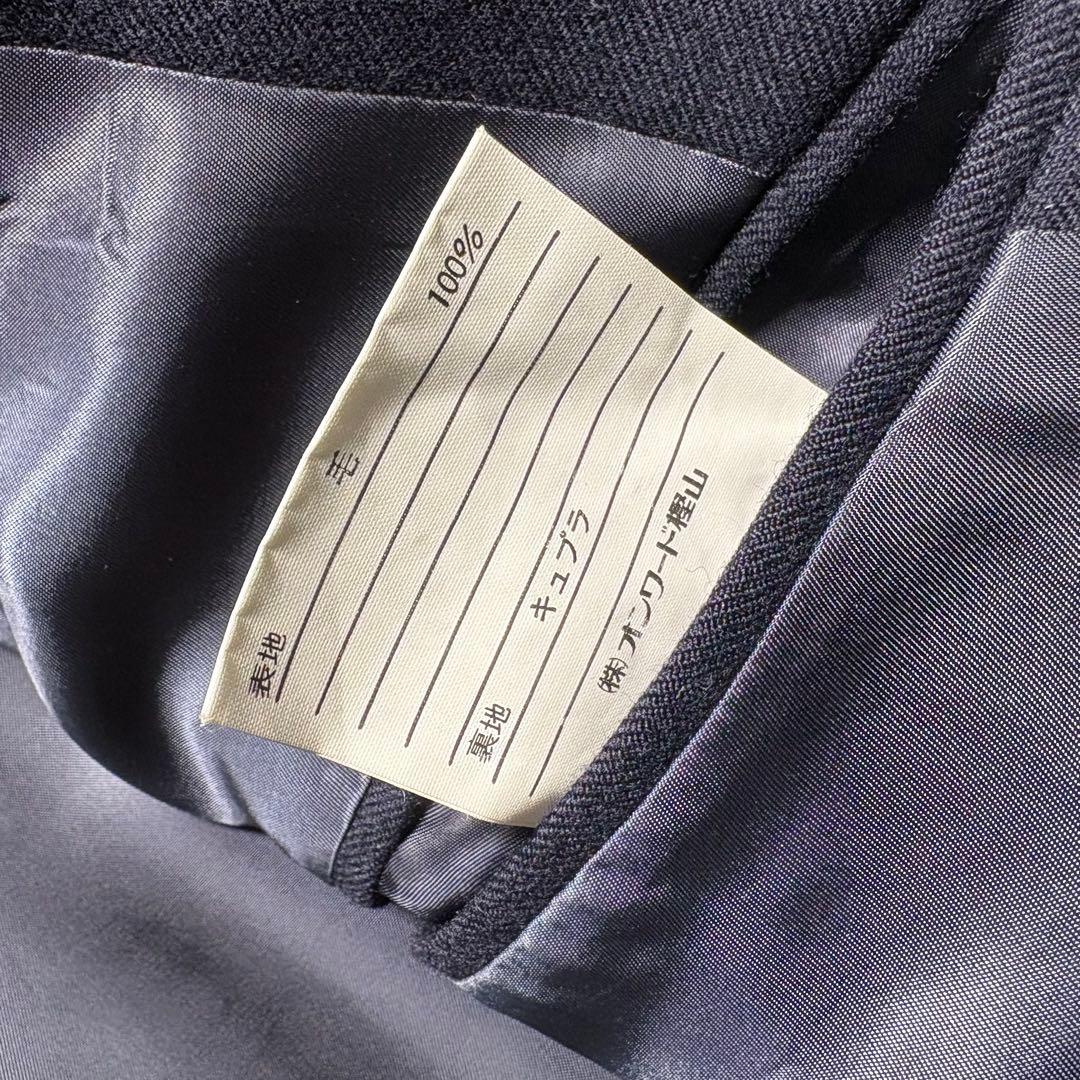 表地 毛 100%
裏地 キュプラ
(株)オンワード樫山